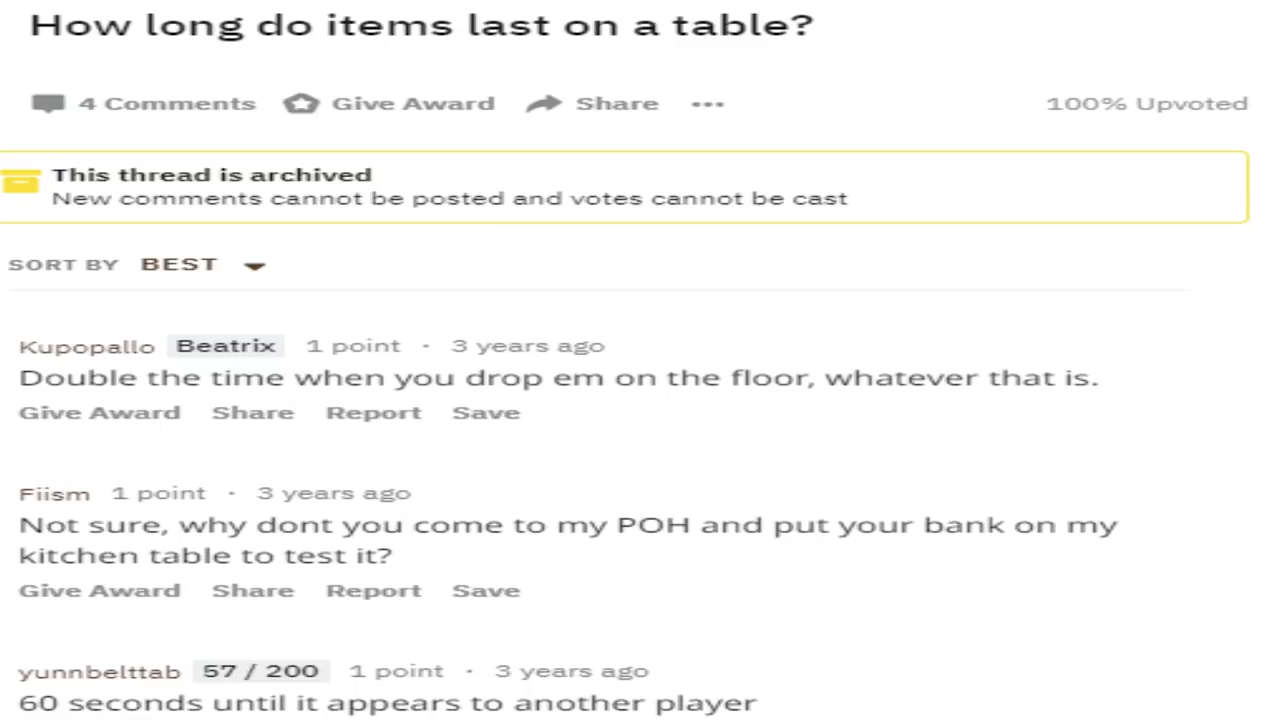 How long do items last on a table?
4 Comments Give Award Share ...
100% Upvoted
This thread is archived
New comments cannot be posted and votes cannot be cast
SORT BY BEST
Kupopallo Beatrix 1 point · 3 years ago
Double the time when you drop em on the floor, whatever that is.
Give Award Share Report Save
Fiism 1 point · 3 years ago
Not sure, why dont you come to my POH and put your bank on my
kitchen table to test it?
Give Award Share Report Save
yunnbelttab 57 / 200 1 point · 3 years ago
60 seconds until it appears to another player